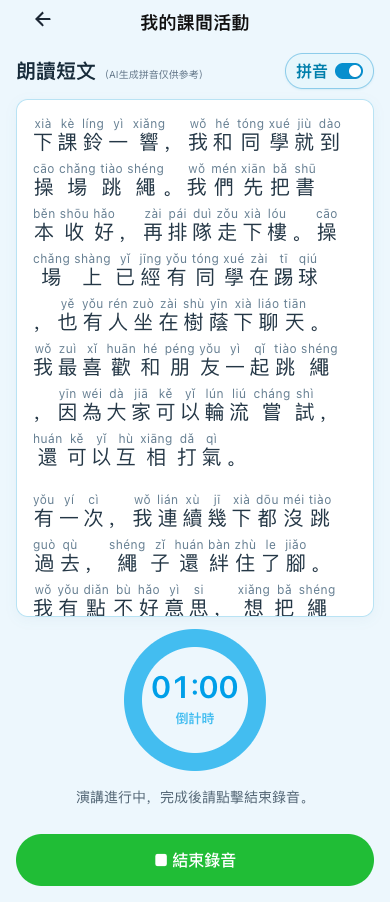 我的課間活動
朗讀短文 (AI生成拼音仅供参考)
拼音
xià kè líng yì xiǎng wǒ hé tóng xué jiù dào
下課鈴一響，我和同學就到
cāo chǎng tiào shéng wǒ mén xiān bǎ shū
操場跳繩。我們先把書
běn shōu hǎo zài pái duì zǒu xià lóu cāo
本收好，再排隊走下樓。操
chǎng shàng yǐ jīng yǒu tóng xué zài tī qiú
場上已經有同學在踢球
yě yǒu rén zuò zài shù yīn xià liáo tiān
，也有人坐在樹蔭下聊天。
wǒ zuì xǐ huān hé péng yǒu yì qǐ tiào shéng
我最喜歡和朋友一起跳繩
yīn wéi dà jiā kě yǐ lún liú cháng shì
，因為大家可以輪流嘗試，
huán kě yǐ hù xiāng dǎ qì
還可以互相打氣。
yǒu yí cì wǒ lián xù jī xià dōu méi tiào
有一次，我連續幾下都沒跳
guò qù shéng zǐ huán bàn zhù le jiǎo
過去，繩子還絆住了腳。
wǒ yǒu diǎn bù hǎo yì si xiǎng bǎ shéng
我有點不好意思，想把繩
01:00
倒計時
演講進行中，完成後請點擊結束錄音。
結束錄音